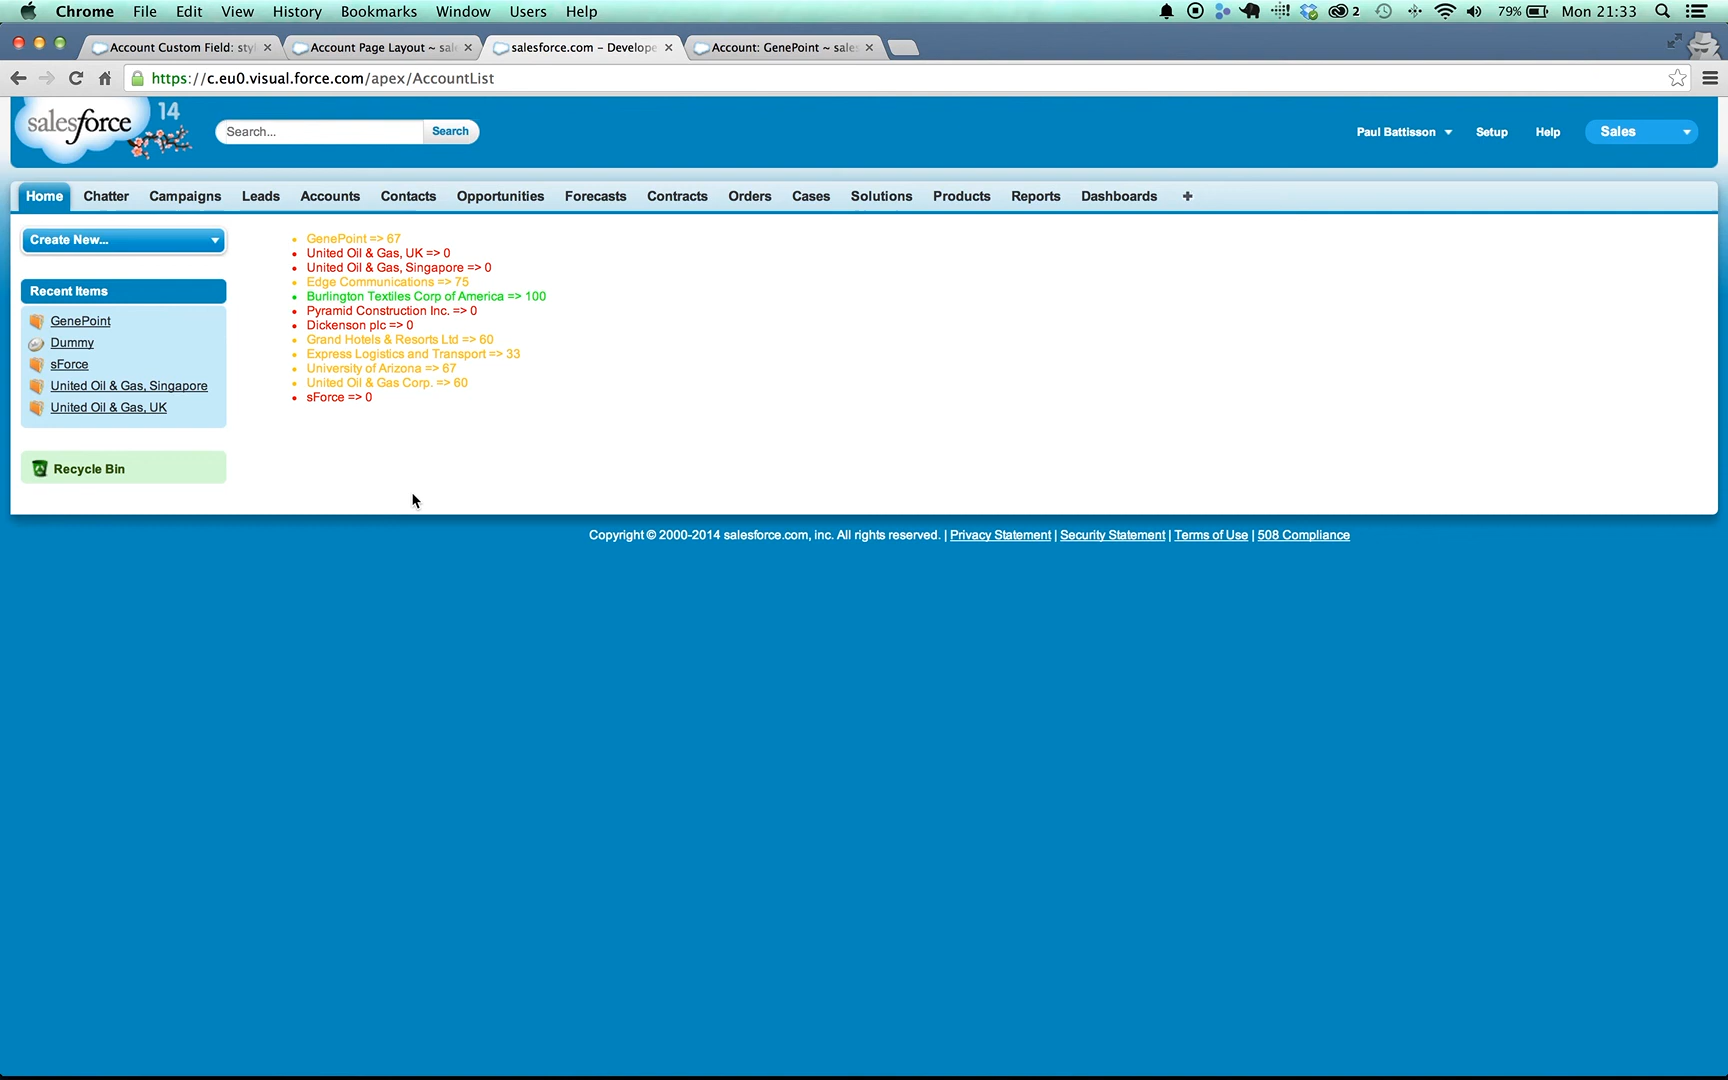 Chrome File Edit View History Bookmarks Window Users Help 2 79% Mon 21:33
Account Custom Field: sty Account Page Layout ~ sale salesforce.com – Develope Account: GenePoint ~ sales
https://c.eu0.visual.force.com/apex/AccountList
salesforce 14 Search... Search Paul Battisson Setup Help Sales
Home Chatter Campaigns Leads Accounts Contacts Opportunities Forecasts Contracts Orders Cases Solutions Products Reports Dashboards +
Create New...
Recent Items
GenePoint
Dummy
sForce
United Oil & Gas, Singapore
United Oil & Gas, UK
Recycle Bin
GenePoint => 67
United Oil & Gas, UK => 0
United Oil & Gas, Singapore => 0
Edge Communications => 75
Burlington Textiles Corp of America => 100
Pyramid Construction Inc. => 0
Dickenson plc => 0
Grand Hotels & Resorts Ltd => 60
Express Logistics and Transport => 33
University of Arizona => 67
United Oil & Gas Corp. => 60
sForce => 0
Copyright © 2000-2014 salesforce.com, inc. All rights reserved. | Privacy Statement | Security Statement | Terms of Use | 508 Compliance